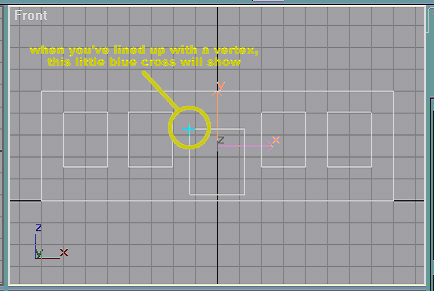 Front
when you've lined up with a vertex,
this little blue cross will show
y
z
x
z
y
x